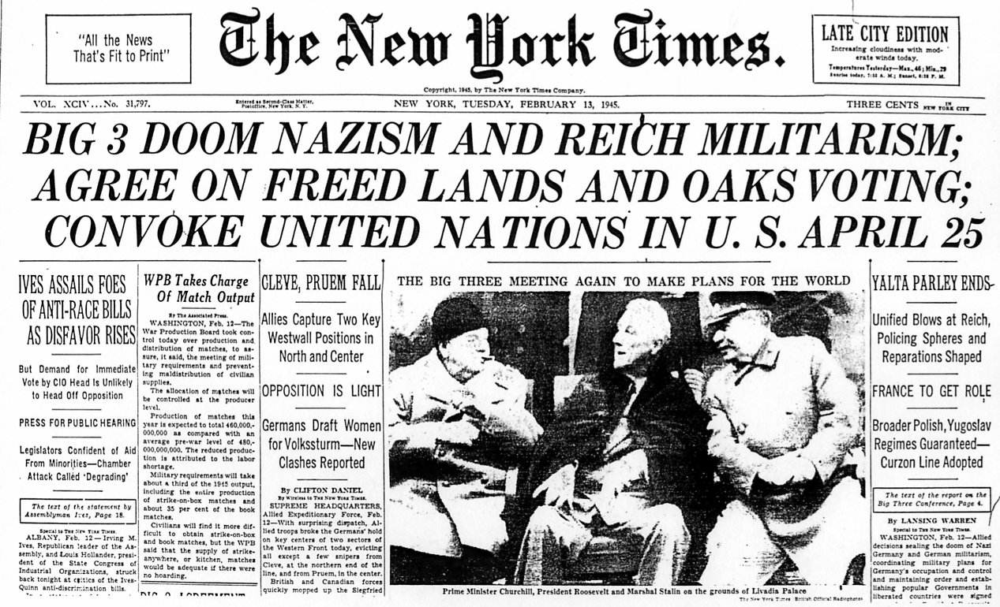 "All the News
That's Fit to Print"
The New York Times.
LATE CITY EDITION
Increasing cloudiness with mod-
erate winds today.
Temperatures Yesterday—Max., 46; Min., 29
Sunrise today, 7:55 A. M.; Sunset, 6:28 P. M.
Copyright, 1945, by The New York Times Company.
VOL. XCIV...No. 31,797.
Entered as Second-Class Matter,
Postoffice, New York, N. Y.
NEW YORK, TUESDAY, FEBRUARY 13, 1945.
THREE CENTS IN NEW YORK CITY
BIG 3 DOOM NAZISM AND REICH MILITARISM;
AGREE ON FREED LANDS AND OAKS VOTING;
CONVOKE UNITED NATIONS IN U. S. APRIL 25
IVES ASSAILS FOES
OF ANTI-RACE BILLS
AS DISFAVOR RISES
But Demand for Immediate
Vote by CIO Head Is Unlikely
to Head Off Opposition
PRESS FOR PUBLIC HEARING
Legislators Confident of Aid
From Minorities—Chamber
Attack Called 'Degrading'
The text of the statement by
Assemblyman Ives, Page 18.
Special to THE NEW YORK TIMES.
ALBANY, Feb. 12—Irving M.
Ives, Republican leader of the As-
sembly, and Louis Hollander, presi-
dent of the State Congress of
Industrial Organizations, struck
back tonight at critics of the Ives-
Quinn anti-discrimination bills.
WPB Takes Charge
Of Match Output
By The Associated Press.
WASHINGTON, Feb. 12—The
War Production Board took con-
trol today over production and
distribution of matches, to as-
sure, it said, the meeting of mili-
tary requirements and prevent-
ing maldistribution of civilian
supplies.
The allocation of matches will
be controlled at the producer
level.
Production of matches this
year is expected to total 460,000,-
000,000 as compared with an
average pre-war level of 480,-
000,000,000. The reduced produc-
tion is attributed to the labor
shortage.
Military requirements will take
about a third of the 1945 output,
including the entire production
of strike-on-box matches and
about 35 per cent of the book
matches.
Civilians will find it more dif-
ficult to obtain strike-on-box
and book matches, but the WPB
said that the supply of strike-
anywhere, or kitchen, matches
would be adequate if there were
no hoarding.
CLEVE, PRUEM FALL
Allies Capture Two Key
Westwall Positions in
North and Center
OPPOSITION IS LIGHT
Germans Draft Women
for Volkssturm—New
Clashes Reported
By CLIFTON DANIEL
By Wireless to THE NEW YORK TIMES.
SUPREME HEADQUARTERS,
Allied Expeditionary Force, Feb.
12—With surprising dispatch, Al-
lied troops broke the Germans' hold
on key centers of two sectors of
the Western Front today, evicting
all except a few snipers from
Cleve, at the northern end of the
line, and from Pruem, in the center.
British and Canadian forces
quickly mopped up the Siegfried
THE BIG THREE MEETING AGAIN TO MAKE PLANS FOR THE WORLD
Prime Minister Churchill, President Roosevelt and Marshal Stalin on the grounds of Livadia Palace
The New York Times: British Official Radiophotos
YALTA PARLEY ENDS
Unified Blows at Reich,
Policing Spheres and
Reparations Shaped
FRANCE TO GET ROLE
Broader Polish, Yugoslav
Regimes Guaranteed—
Curzon Line Adopted
The text of the report on the
Big Three Conference, Page 4.
By LANSING WARREN
Special to THE NEW YORK TIMES.
WASHINGTON, Feb. 12—Allied
decisions sealing the doom of Nazi
Germany and German militarism,
coordinating military plans for
Germany's occupation and control
and maintaining order and estab-
lishing popular Governments in
liberated countries were signed